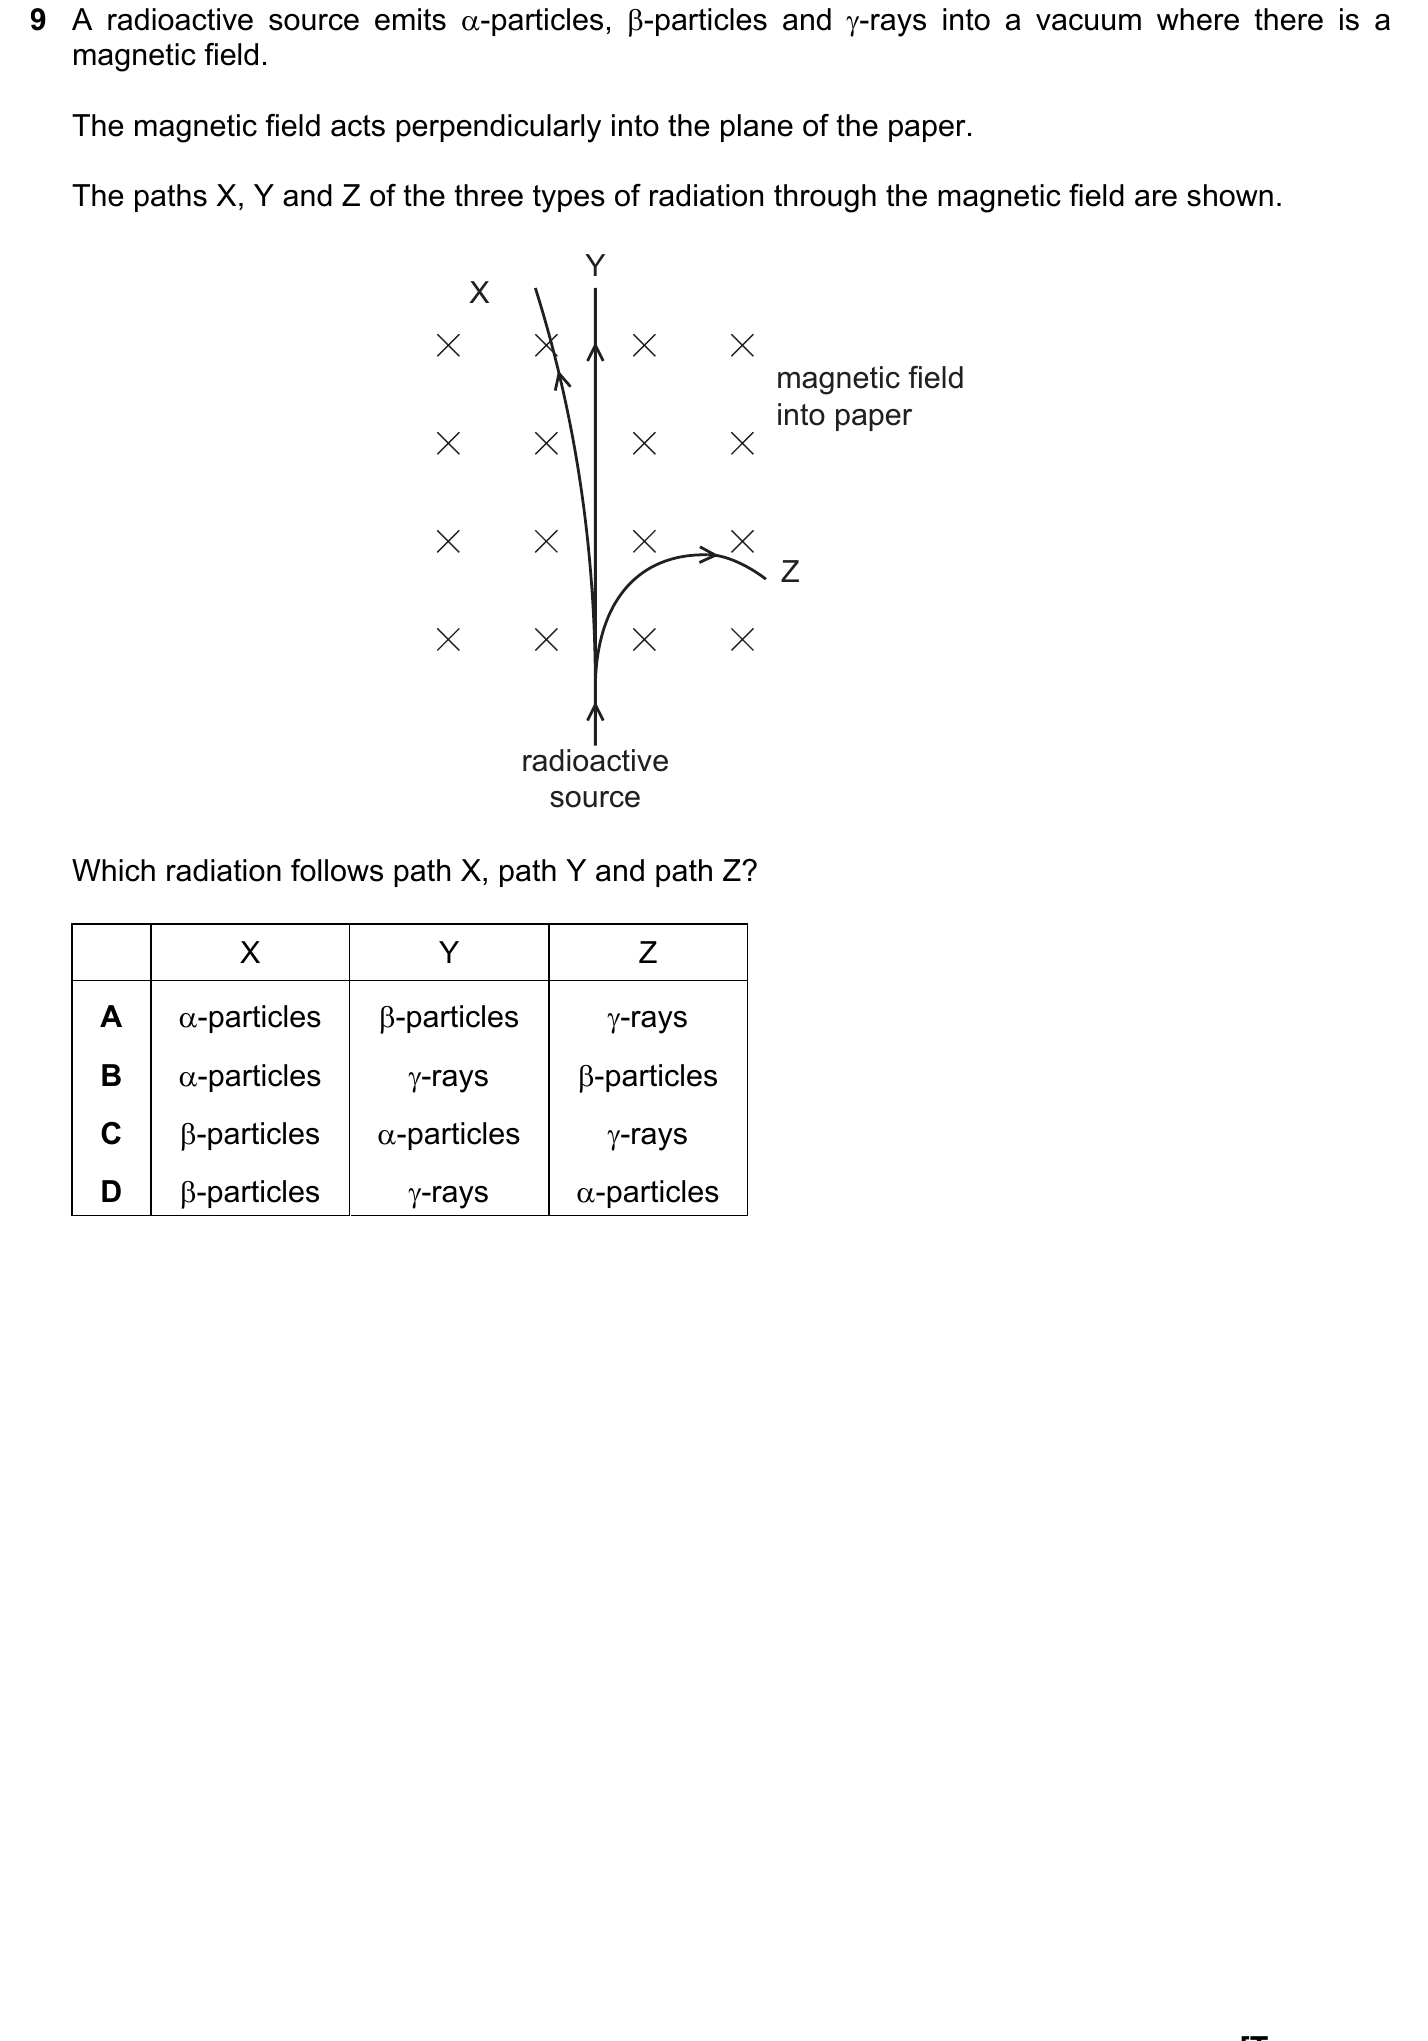 9 A radioactive source emits α-particles, β-particles and γ-rays into a vacuum where there is a
magnetic field.
The magnetic field acts perpendicularly into the plane of the paper.
The paths X, Y and Z of the three types of radiation through the magnetic field are shown.
Y
X
magnetic field
into paper
Z
radioactive
source
Which radiation follows path X, path Y and path Z?
X Y Z
A α-particles β-particles γ-rays
B α-particles γ-rays β-particles
C β-particles α-particles γ-rays
D β-particles γ-rays α-particles